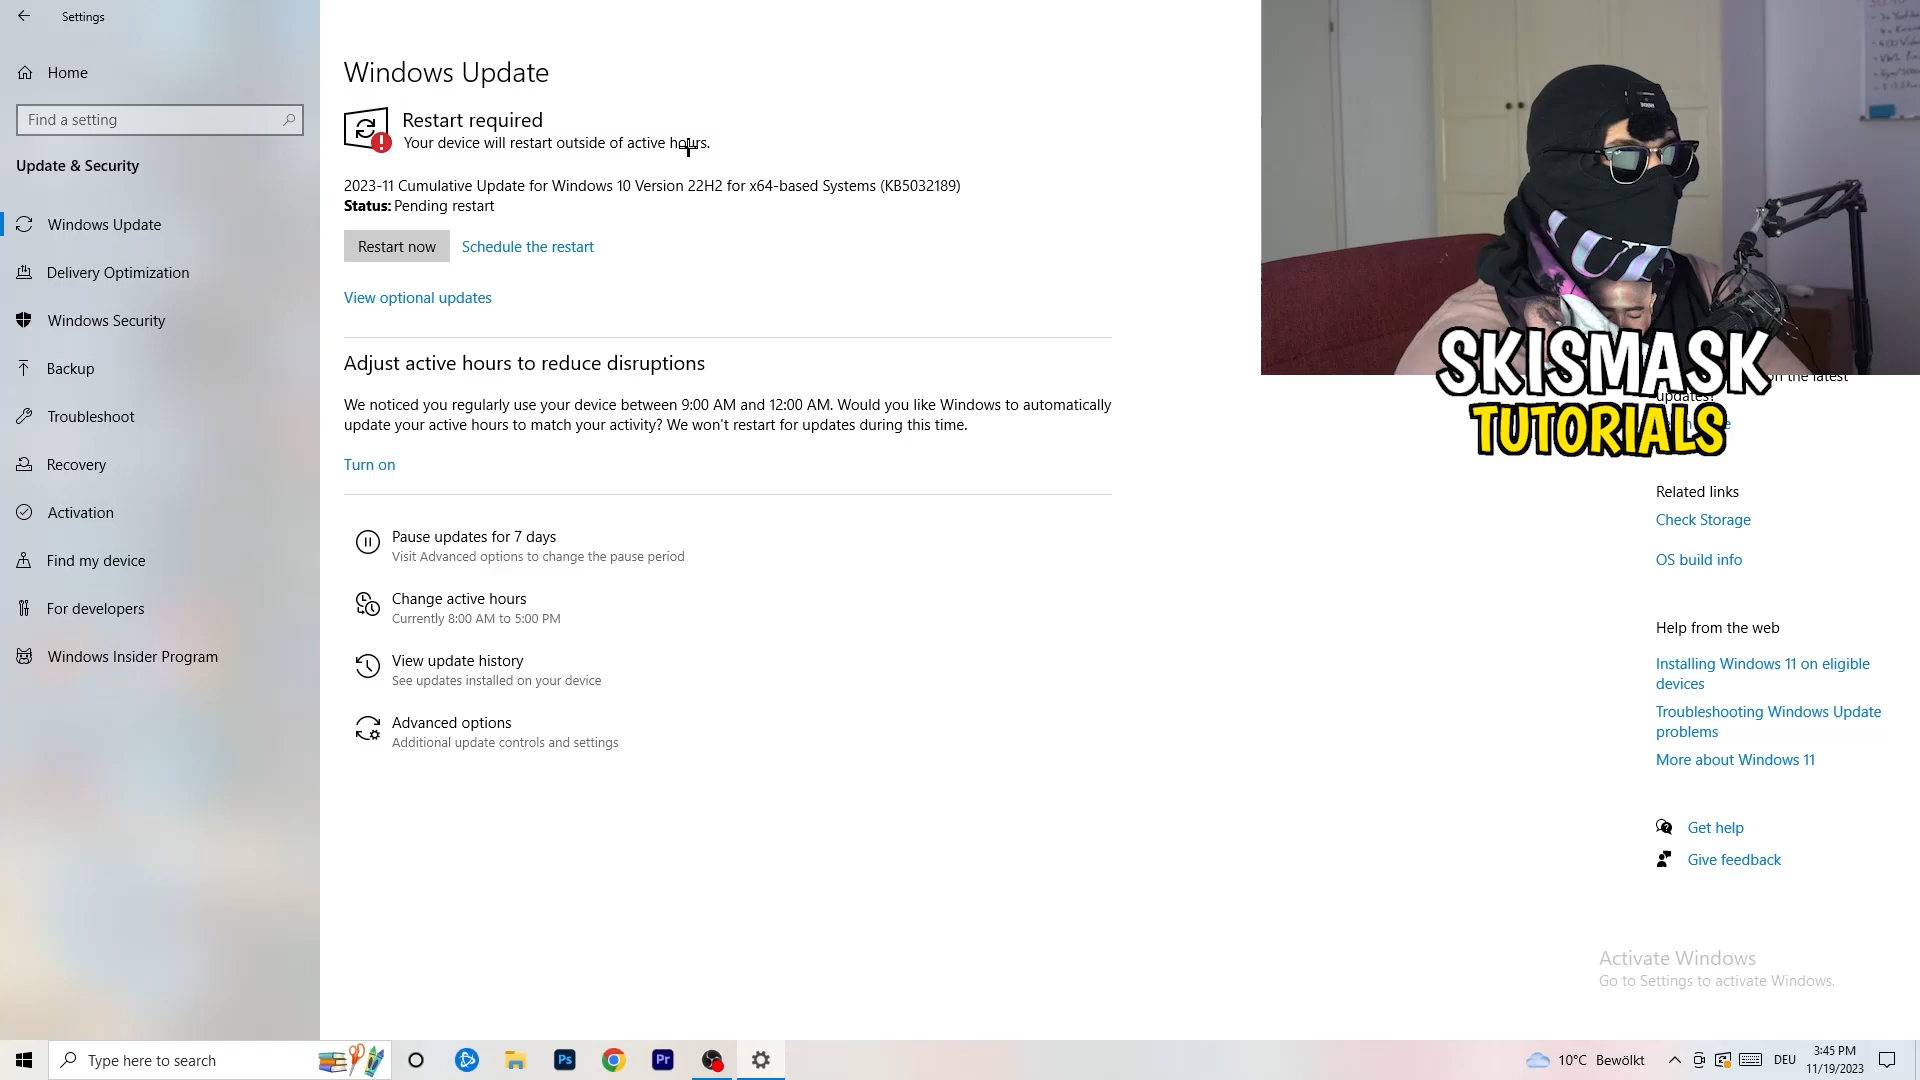 Settings
Home
Find a setting
Update & Security
Windows Update
Delivery Optimization
Windows Security
Backup
Troubleshoot
Recovery
Activation
Find my device
For developers
Windows Insider Program
Windows Update
Restart required
Your device will restart outside of active hours.
2023-11 Cumulative Update for Windows 10 Version 22H2 for x64-based Systems (KB5032189)
Status: Pending restart
Restart now
Schedule the restart
View optional updates
Adjust active hours to reduce disruptions
We noticed you regularly use your device between 9:00 AM and 12:00 AM. Would you like Windows to automatically
update your active hours to match your activity? We won't restart for updates during this time.
Turn on
Pause updates for 7 days
Visit Advanced options to change the pause period
Change active hours
Currently 8:00 AM to 5:00 PM
View update history
See updates installed on your device
Advanced options
Additional update controls and settings
SKISMASK
TUTORIALS
on the latest
updates?
Related links
Check Storage
OS build info
Help from the web
Installing Windows 11 on eligible
devices
Troubleshooting Windows Update
problems
More about Windows 11
Get help
Give feedback
Activate Windows
Go to Settings to activate Windows.
Type here to search
Ps
Pr
10°C Bewölkt
DEU
3:45 PM
11/19/2023